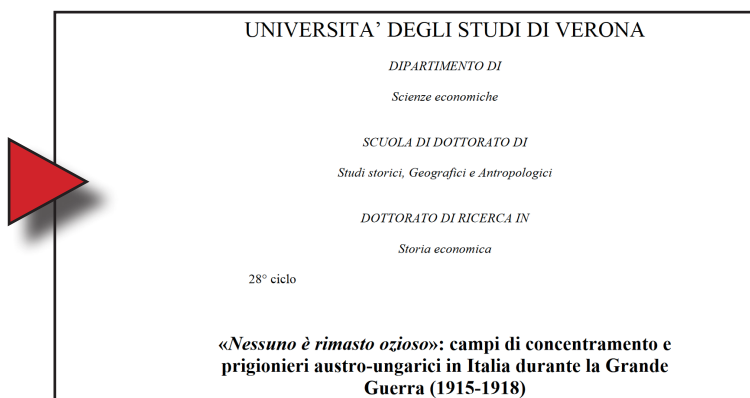 UNIVERSITA’ DEGLI STUDI DI VERONA
DIPARTIMENTO DI
Scienze economiche
SCUOLA DI DOTTORATO DI
Studi storici, Geografici e Antropologici
DOTTORATO DI RICERCA IN
Storia economica
28° ciclo
«Nessuno è rimasto ozioso»: campi di concentramento e
prigionieri austro-ungarici in Italia durante la Grande
Guerra (1915-1918)